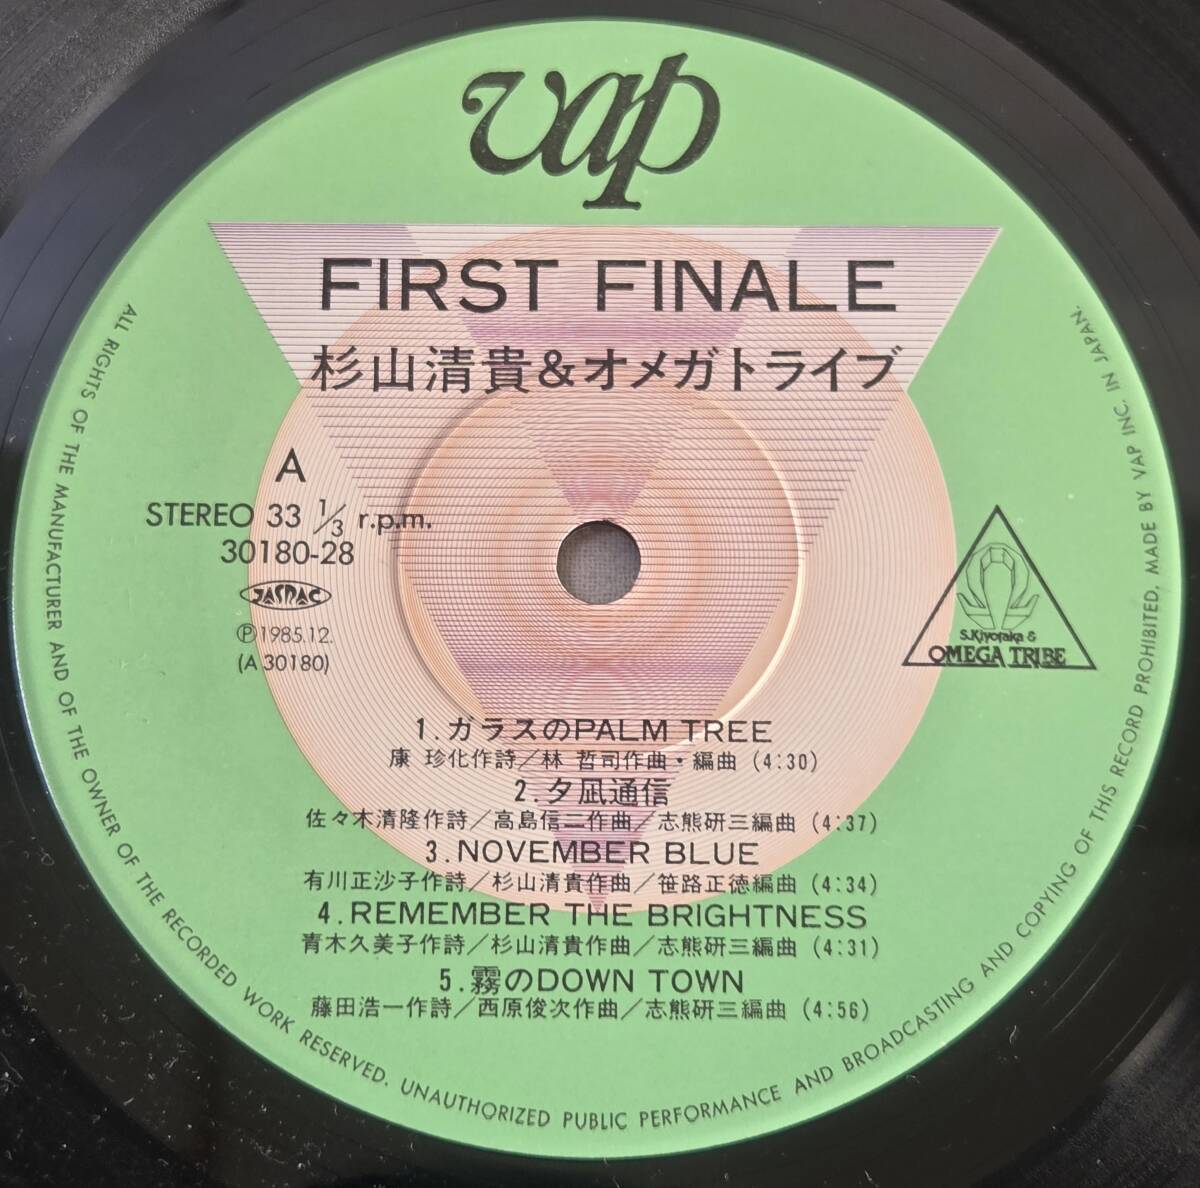 vap
FIRST FINALE
杉山清貴&オメガトライブ
A
STEREO 33 1/3 r.p.m.
30180-28
JASRAC
Ⓟ1985.12.
(A 30180)
S.Kiyotaka &
OMEGA TRIBE
1.ガラスのPALM TREE
康 珍化作詩/林 哲司作曲・編曲 (4:30)
2.夕凪通信
佐々木清隆作詩/高島信二作曲/志熊研三編曲 (4:37)
3.NOVEMBER BLUE
有川正沙子作詩/杉山清貴作曲/笹路正徳編曲 (4:34)
4.REMEMBER THE BRIGHTNESS
青木久美子作詩/杉山清貴作曲/志熊研三編曲 (4:31)
5.霧のDOWN TOWN
藤田浩一作詩/西原俊次作曲/志熊研三編曲 (4:56)
ALL RIGHTS OF THE MANUFACTURER AND OF THE OWNER OF THE RECORDED WORK RESERVED. UNAUTHORIZED PUBLIC PERFORMANCE AND BROADCASTING AND COPYING OF THIS RECORD PROHIBITED. MADE BY VAP INC. IN JAPAN.